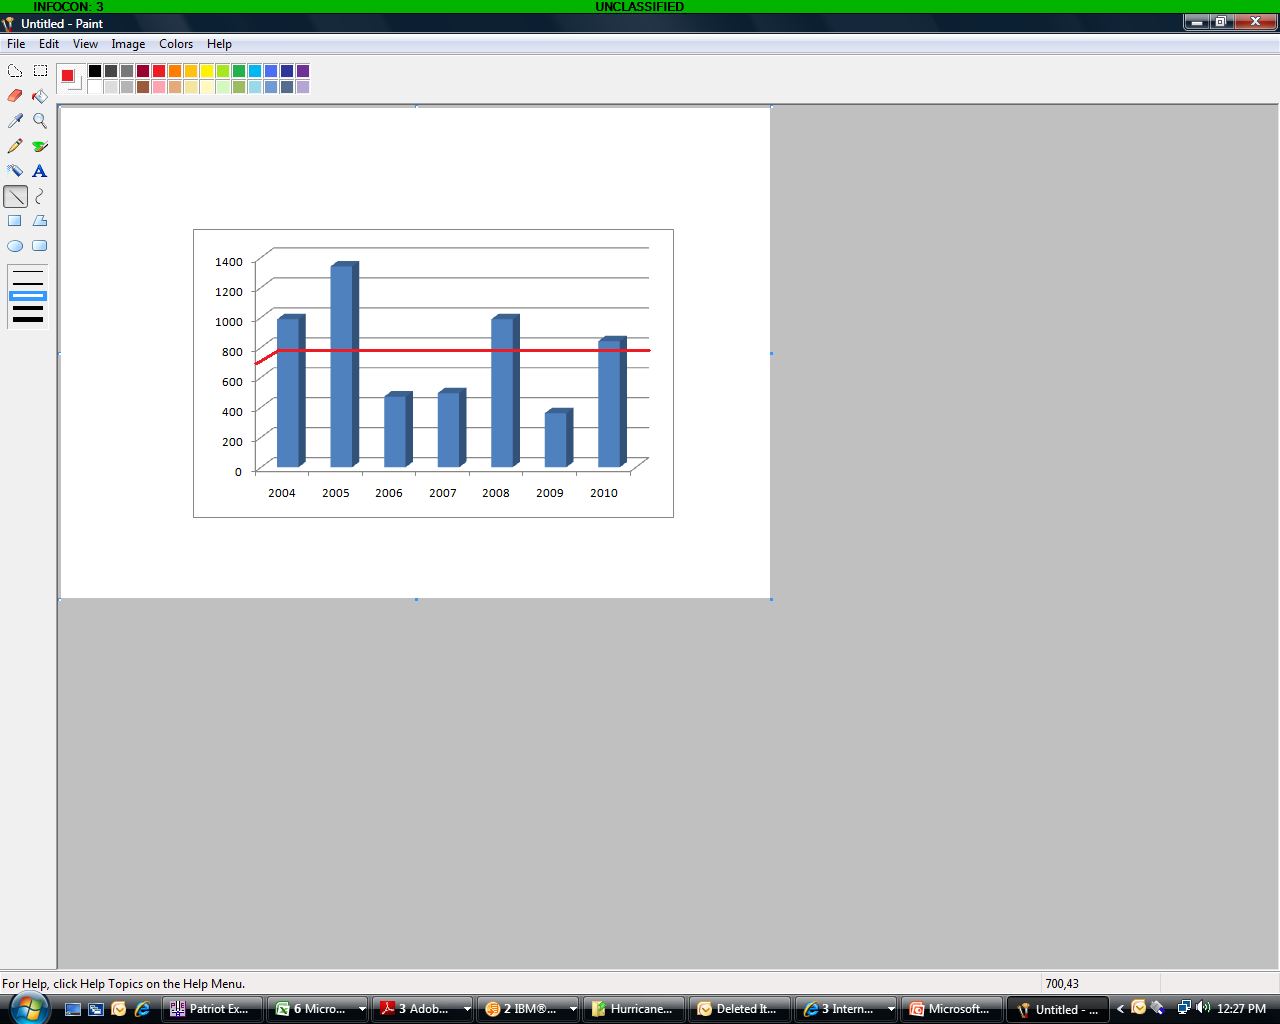 INFOCON: 3 UNCLASSIFIED
Untitled - Paint
File Edit View Image Colors Help
A
1400
1200
1000
800
600
400
200
0
2004 2005 2006 2007 2008 2009 2010
For Help, click Help Topics on the Help Menu. 700,43
Patriot Ex... 6 Micro... 3 Adob... 2 IBM®... Hurricane... Deleted It... 3 Intern... Microsoft... Untitled - ... 12:27 PM